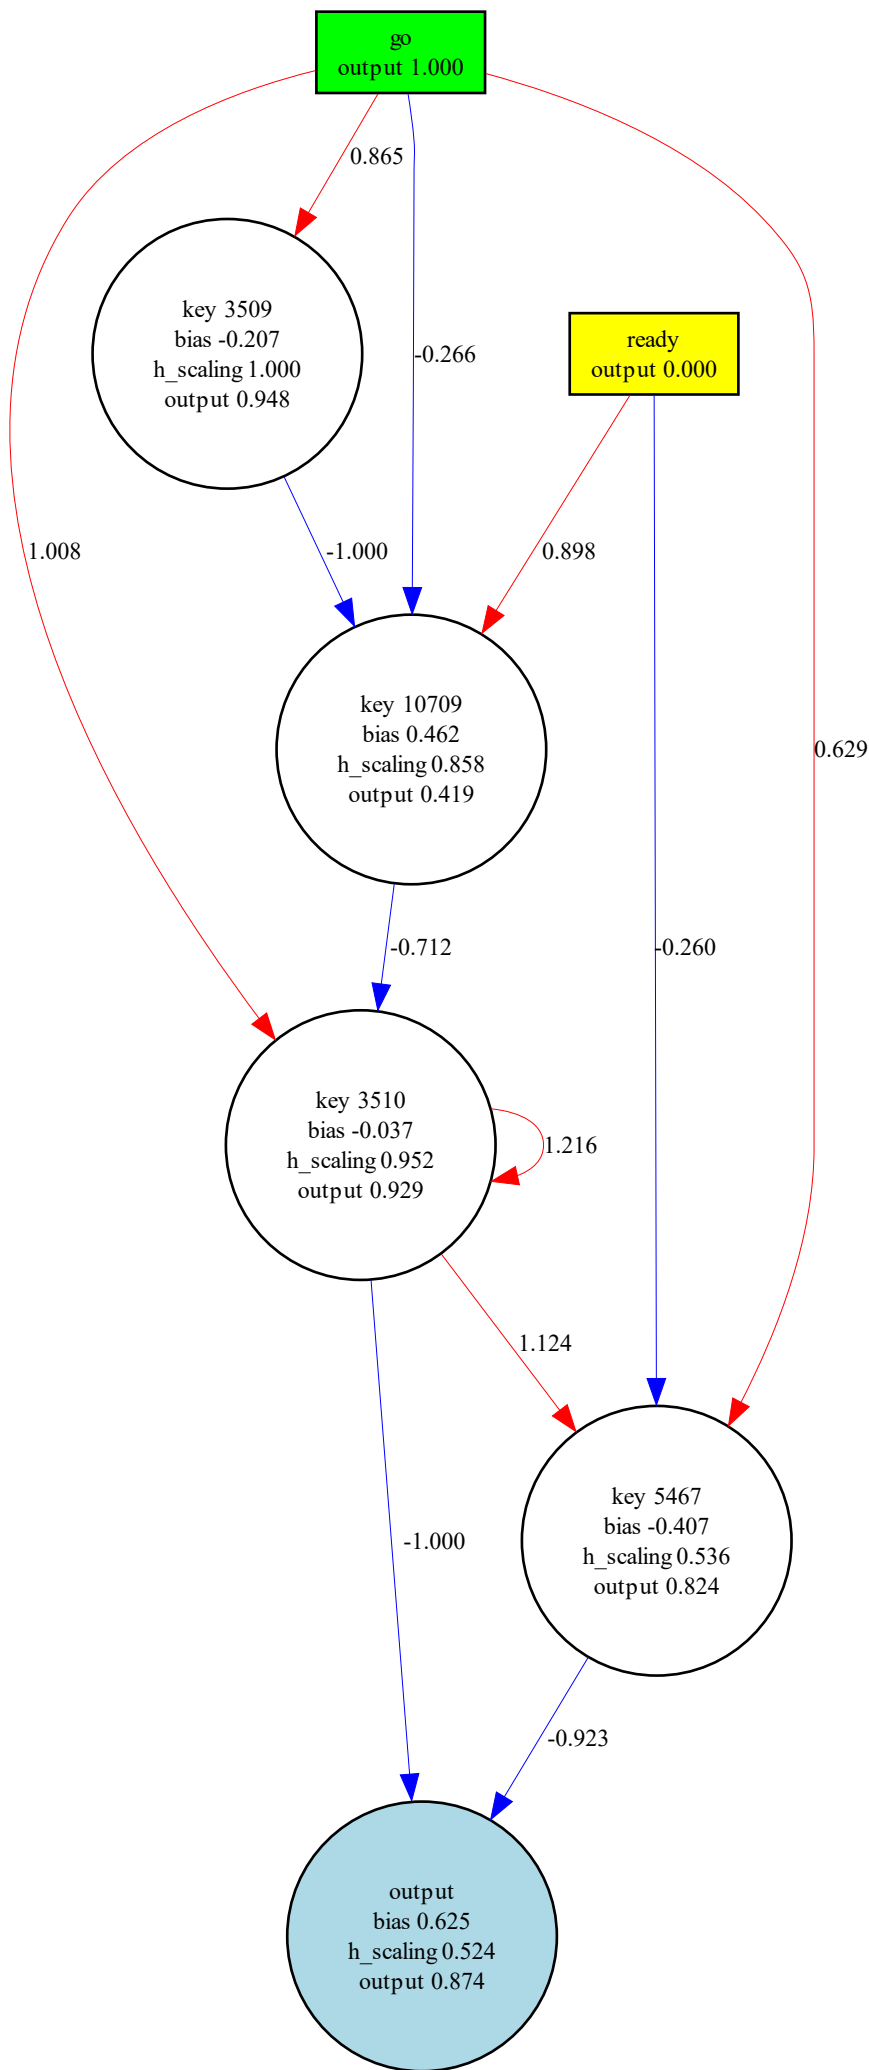 go
output 1.000
0.865
key 3509
bias -0.207
h_scaling 1.000
output 0.948
-0.266
ready
output 0.000
1.008
-1.000
0.898
key 10709
bias 0.462
h_scaling 0.858
output 0.419
0.629
-0.712
-0.260
key 3510
bias -0.037
h_scaling 0.952
output 0.929
1.216
1.124
-1.000
key 5467
bias -0.407
h_scaling 0.536
output 0.824
-0.923
output
bias 0.625
h_scaling 0.524
output 0.874